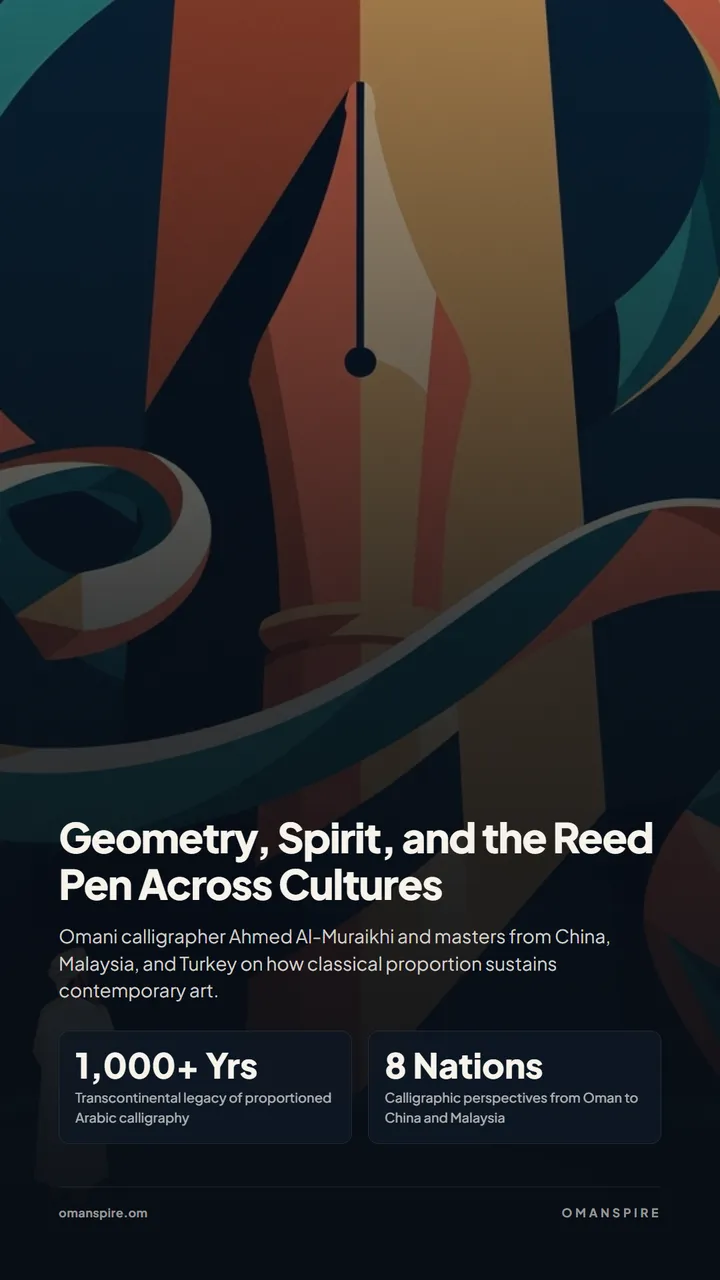 Geometry, Spirit, and the Reed
Pen Across Cultures
Omani calligrapher Ahmed Al-Muraikhi and masters from China,
Malaysia, and Turkey on how classical proportion sustains
contemporary art.
1,000+ Yrs
Transcontinental legacy of proportioned
Arabic calligraphy
8 Nations
Calligraphic perspectives from Oman to
China and Malaysia
omanspire.om
OMANSPIRE